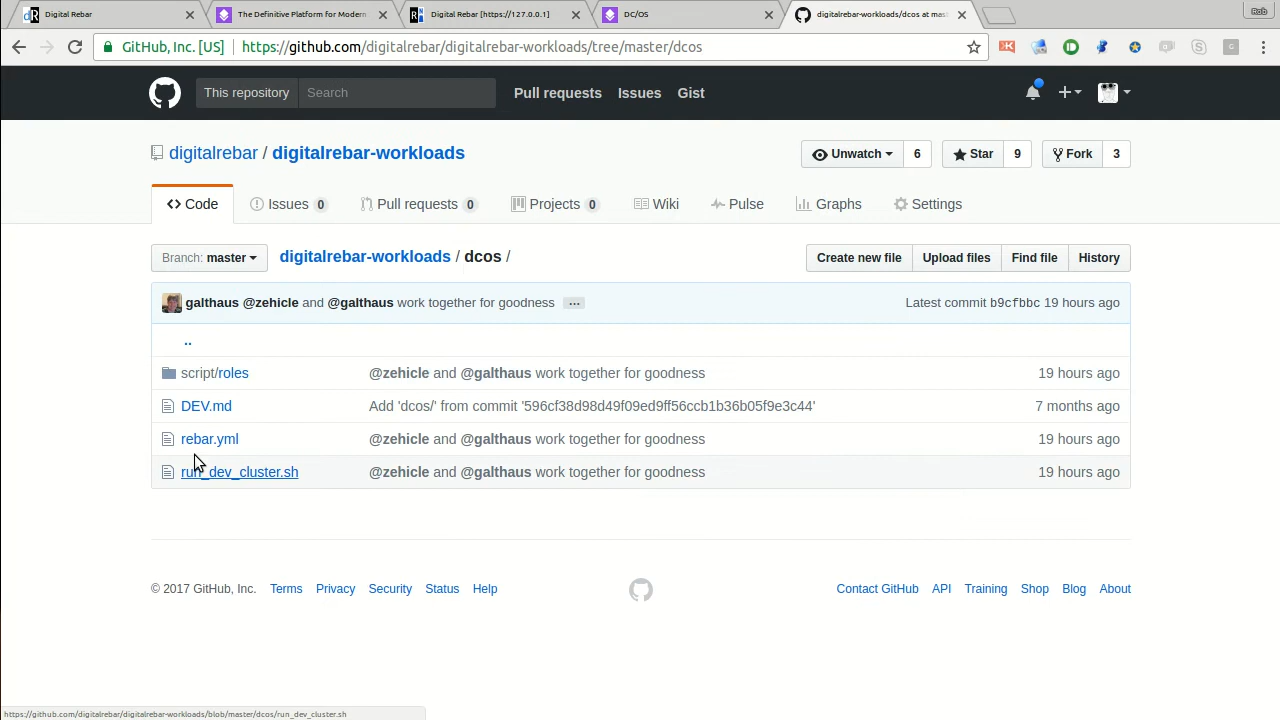 Digital Rebar
The Definitive Platform for Modern
Digital Rebar [https://127.0.0.1]
DC/OS
digitalrebar-workloads/dcos at mas
Rob
GitHub, Inc. [US]
https://github.com/digitalrebar/digitalrebar-workloads/tree/master/dcos
This repository
Search
Pull requests
Issues
Gist
digitalrebar / digitalrebar-workloads
Unwatch 6
Star 9
Fork 3
Code
Issues 0
Pull requests 0
Projects 0
Wiki
Pulse
Graphs
Settings
Branch: master
digitalrebar-workloads / dcos /
Create new file
Upload files
Find file
History
galthaus @zehicle and @galthaus work together for goodness …
Latest commit b9cfbbc 19 hours ago
..
script/roles @zehicle and @galthaus work together for goodness 19 hours ago
DEV.md Add 'dcos/' from commit '596cf38d98d49f09ed9ff56ccb1b36b05f9e3c44' 7 months ago
rebar.yml @zehicle and @galthaus work together for goodness 19 hours ago
run_dev_cluster.sh @zehicle and @galthaus work together for goodness 19 hours ago
© 2017 GitHub, Inc. Terms Privacy Security Status Help
Contact GitHub API Training Shop Blog About
https://github.com/digitalrebar/digitalrebar-workloads/blob/master/dcos/run_dev_cluster.sh